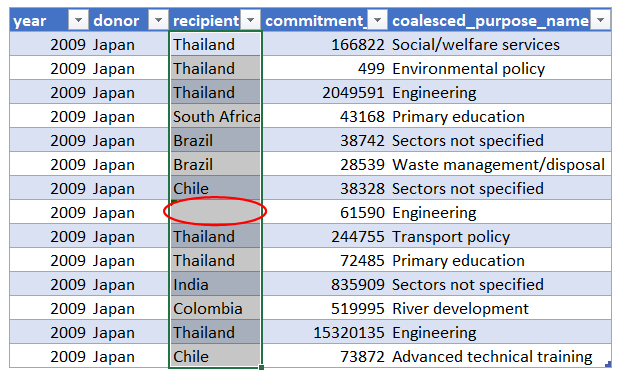 year donor recipient commitment_ coalesced_purpose_name
2009 Japan Thailand 166822 Social/welfare services
2009 Japan Thailand 499 Environmental policy
2009 Japan Thailand 2049591 Engineering
2009 Japan South Africa 43168 Primary education
2009 Japan Brazil 38742 Sectors not specified
2009 Japan Brazil 28539 Waste management/disposal
2009 Japan Chile 38328 Sectors not specified
2009 Japan 61590 Engineering
2009 Japan Thailand 244755 Transport policy
2009 Japan Thailand 72485 Primary education
2009 Japan India 835909 Sectors not specified
2009 Japan Colombia 519995 River development
2009 Japan Thailand 15320135 Engineering
2009 Japan Chile 73872 Advanced technical training